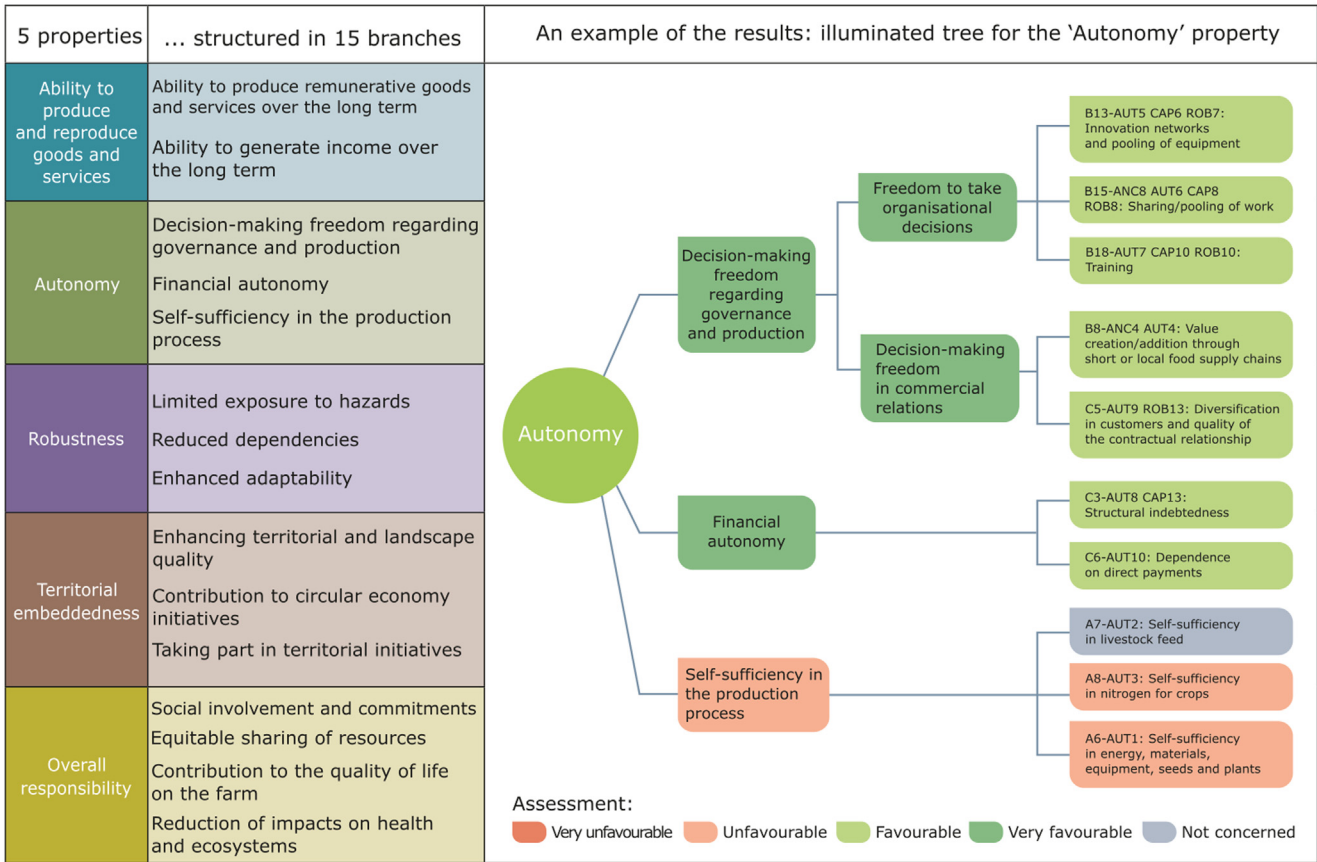 5 properties
... structured in 15 branches
An example of the results: illuminated tree for the ‘Autonomy’ property
Ability to
produce
and reproduce
goods and
services
Ability to produce remunerative goods
and services over the long term
Ability to generate income over
the long term
Autonomy
Decision-making freedom regarding
governance and production
Financial autonomy
Self-sufficiency in the production
process
Robustness
Limited exposure to hazards
Reduced dependencies
Enhanced adaptability
Territorial
embeddedness
Enhancing territorial and landscape
quality
Contribution to circular economy
initiatives
Taking part in territorial initiatives
Overall
responsibility
Social involvement and commitments
Equitable sharing of resources
Contribution to the quality of life
on the farm
Reduction of impacts on health
and ecosystems
Autonomy
Decision-making
freedom
regarding
governance
and production
Freedom to take
organisational
decisions
B13-AUT5 CAP6 ROB7:
Innovation networks
and pooling of equipment
B15-ANC8 AUT6 CAP8
ROB8: Sharing/pooling of work
B18-AUT7 CAP10 ROB10:
Training
Decision-making
freedom
in commercial
relations
B8-ANC4 AUT4: Value
creation/addition through
short or local food supply chains
C5-AUT9 ROB13: Diversification
in customers and quality of
the contractual relationship
Financial
autonomy
C3-AUT8 CAP13:
Structural indebtedness
C6-AUT10: Dependence
on direct payments
Self-sufficiency in
the production
process
A7-AUT2: Self-sufficiency
in livestock feed
A8-AUT3: Self-sufficiency
in nitrogen for crops
A6-AUT1: Self-sufficiency
in energy, materials,
equipment, seeds and plants
Assessment:
Very unfavourable
Unfavourable
Favourable
Very favourable
Not concerned